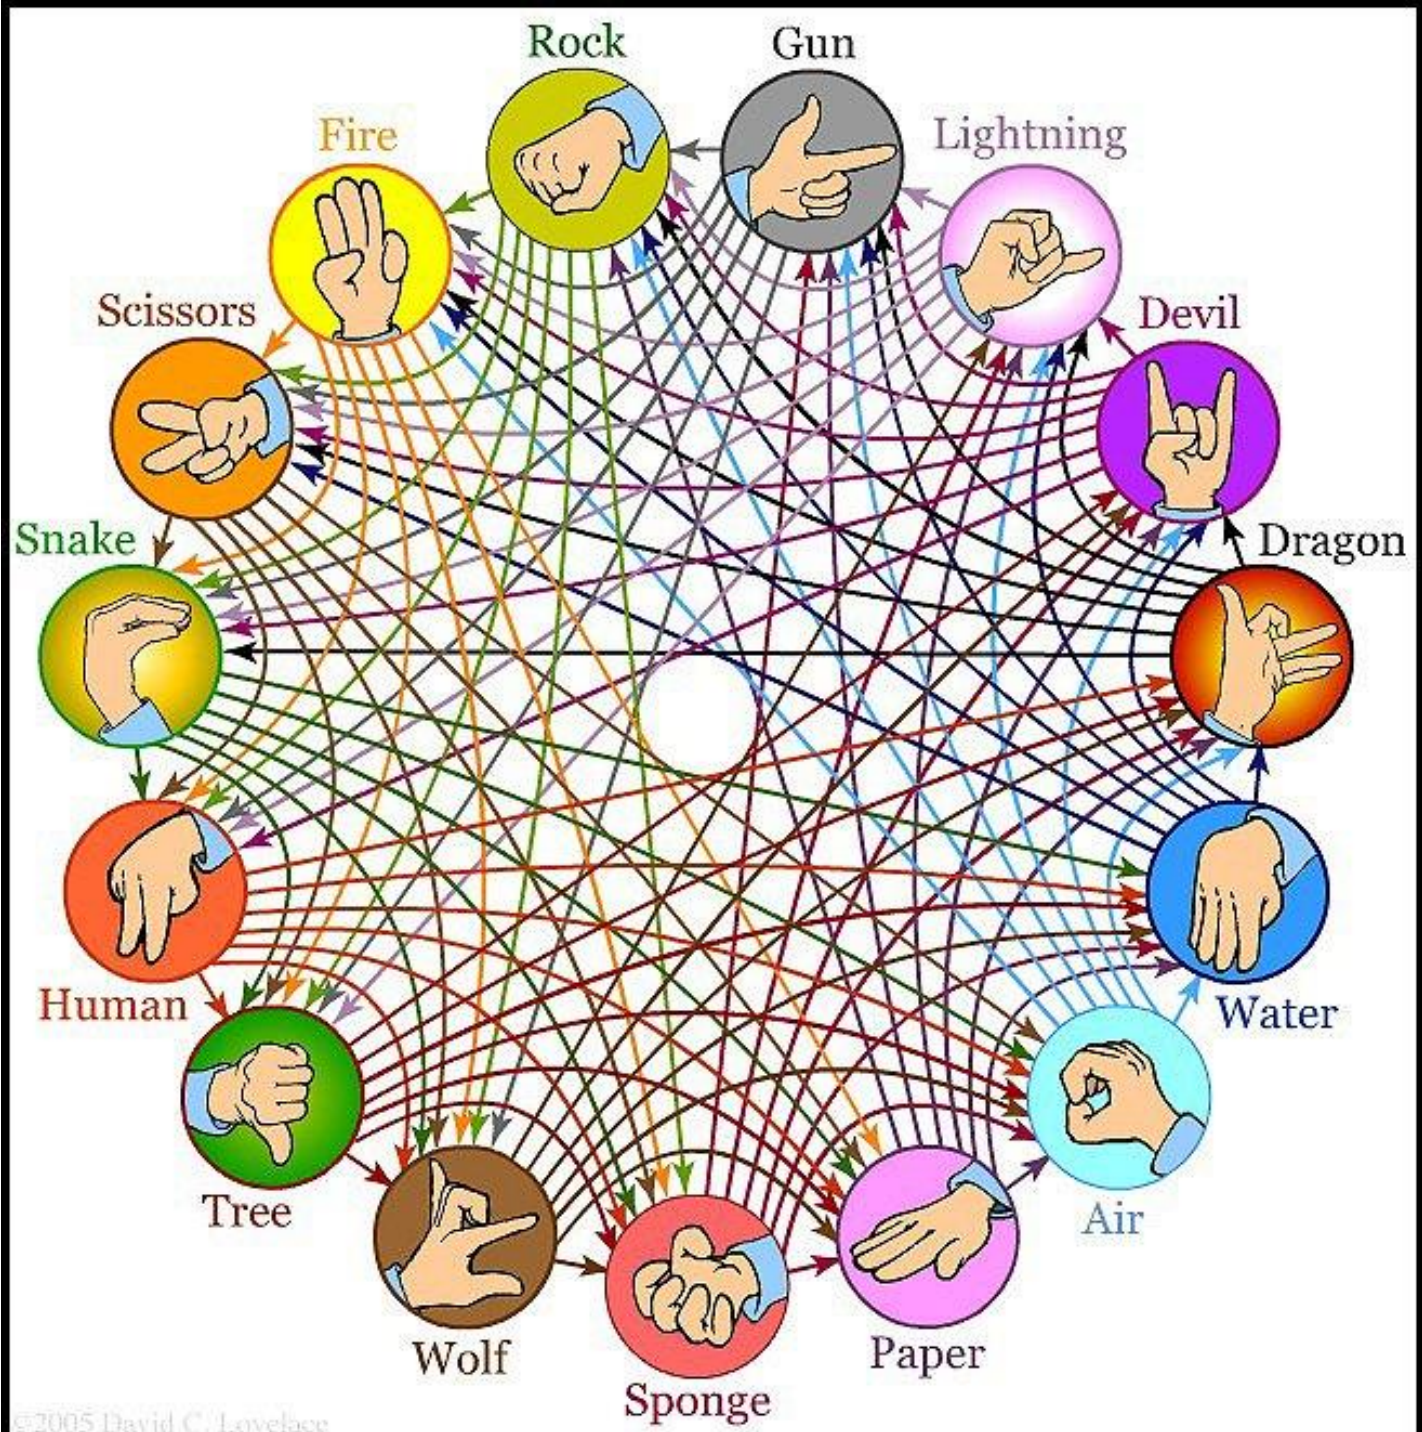 Rock
Gun
Fire
Lightning
Scissors
Devil
Snake
Dragon
Human
Water
Tree
Air
Wolf
Paper
Sponge
©2005 David C. Lovelace